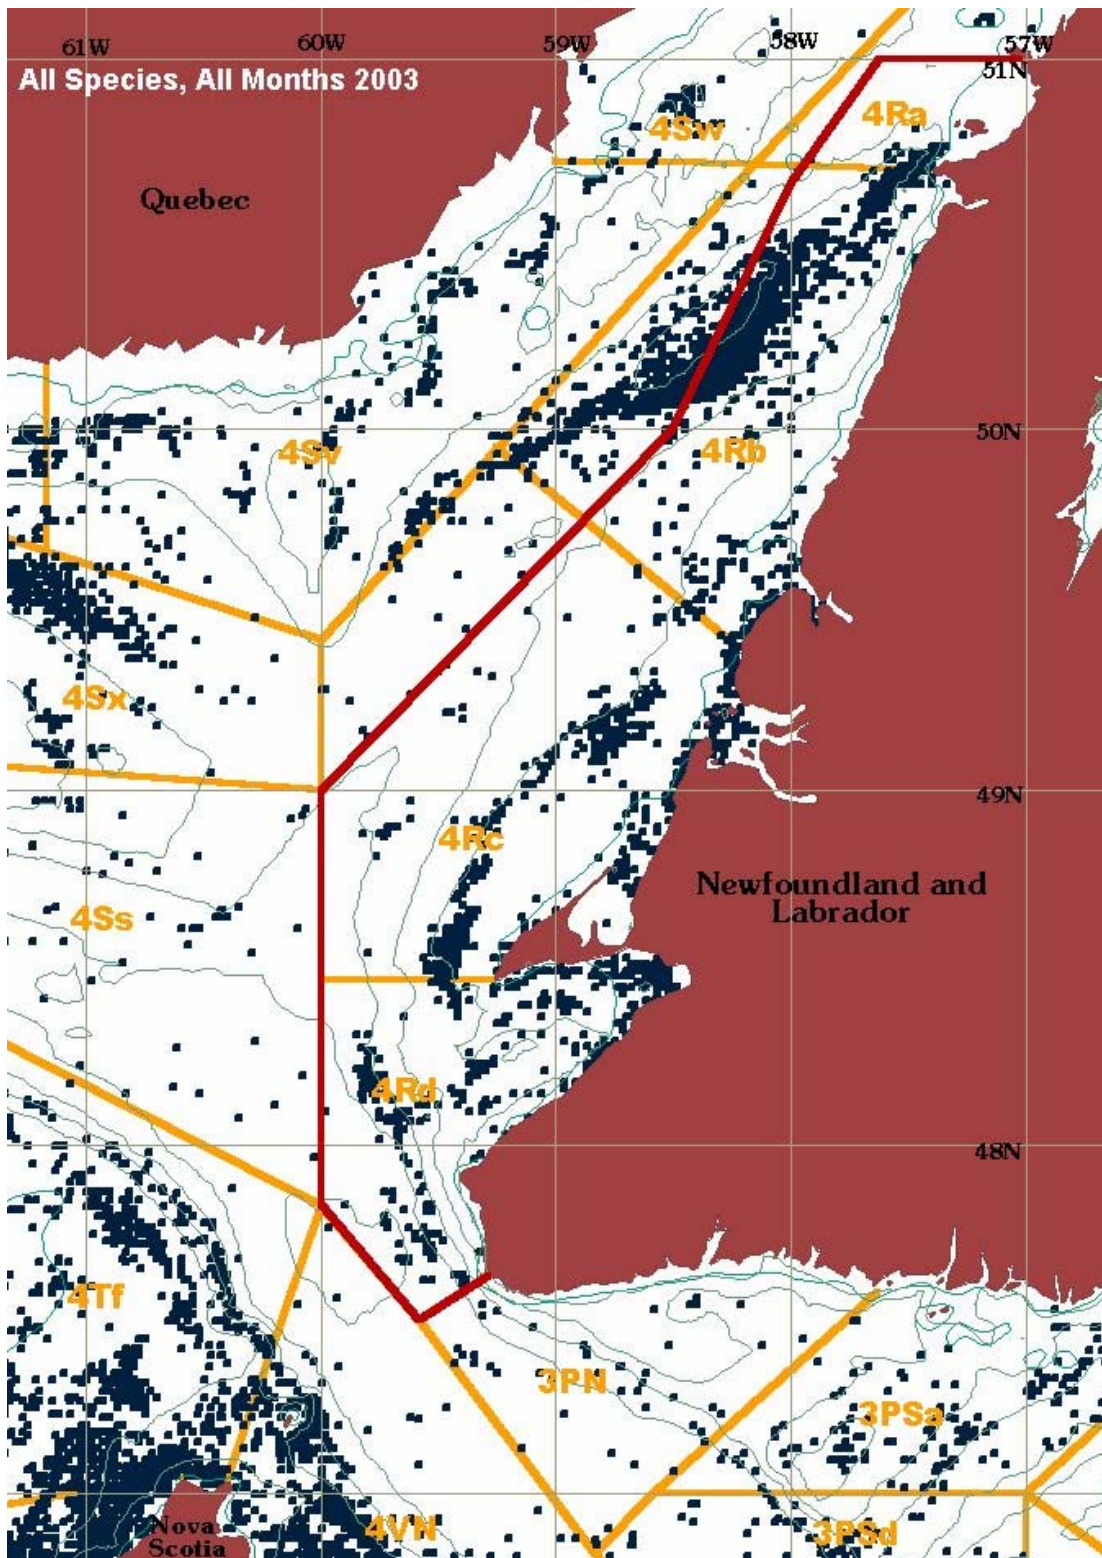 61W
60W
59W
58W
57W
51N
All Species, All Months 2003
4Ra
4Sw
Quebec
50N
4Sv
4Rb
4Sx
49N
4Rc
Newfoundland and
Labrador
4Ss
4Rd
48N
4Tf
3PN
3PSa
Nova
Scotia
4VN
3PSd